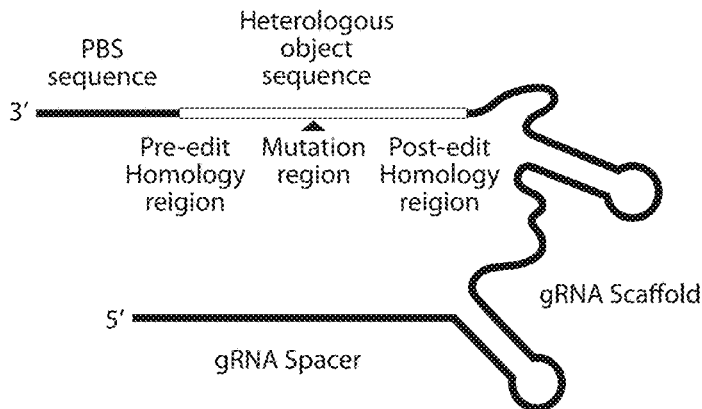 PBS
sequence
Heterologous
object
sequence
3′
Pre-edit
Homology
reigion
Mutation
region
Post-edit
Homology
reigion
gRNA Scaffold
5′
gRNA Spacer